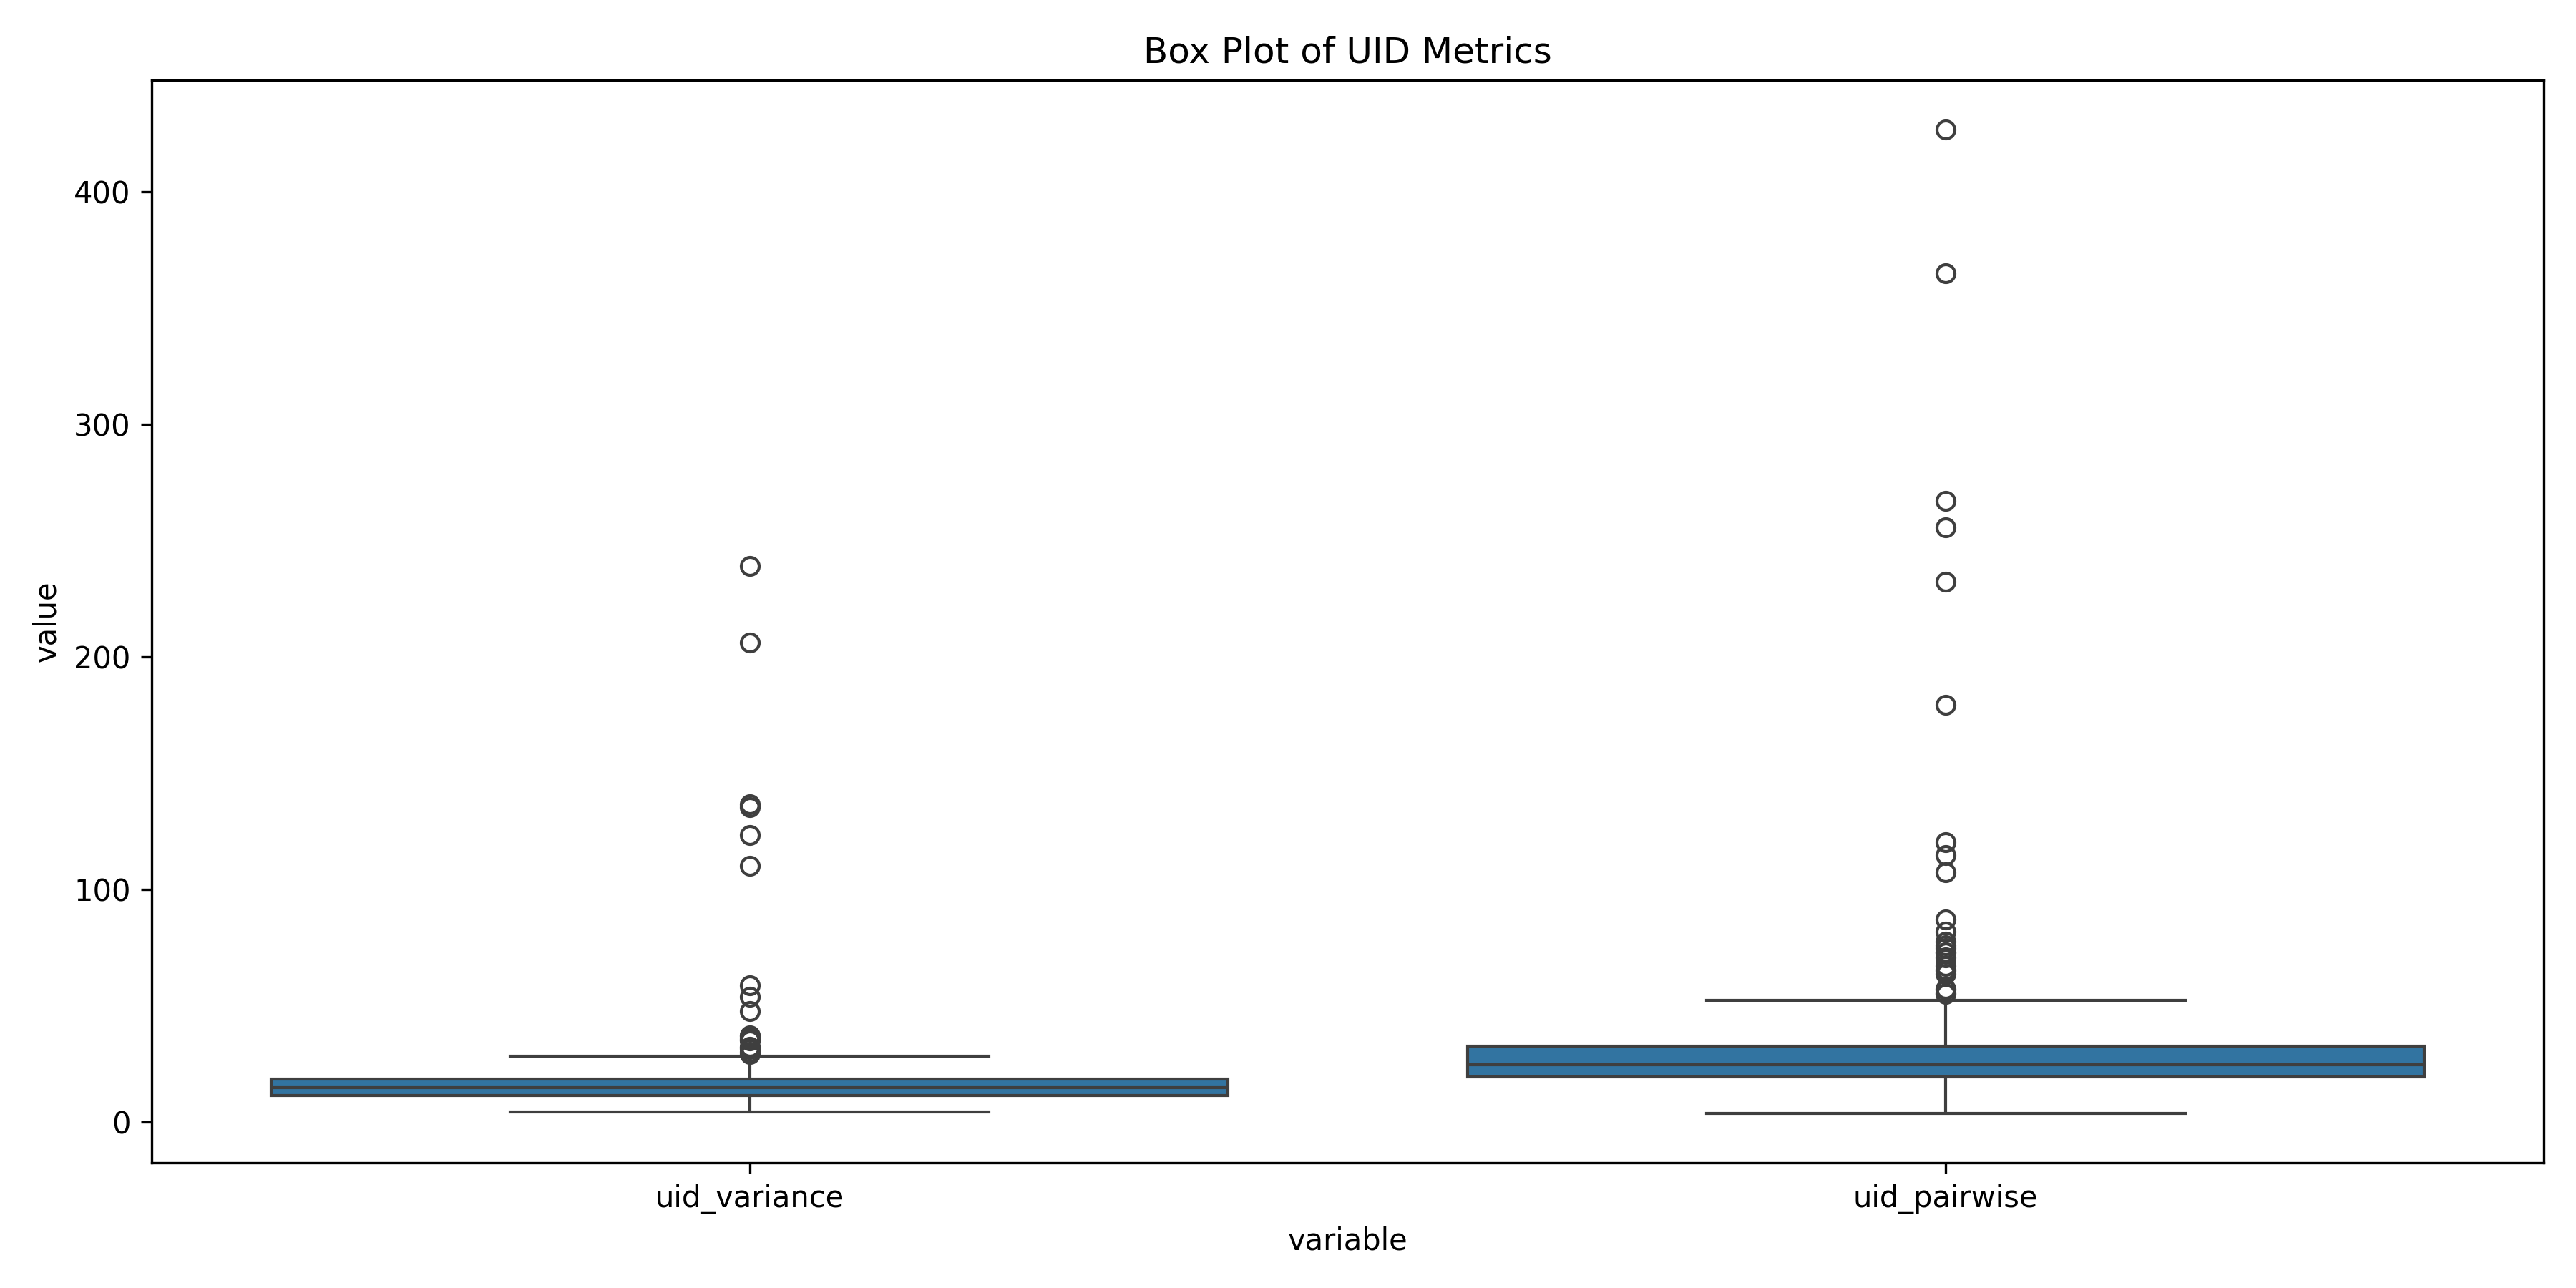 Box Plot of UID Metrics
400
300
200
100
0
value
uid_variance
uid_pairwise
variable